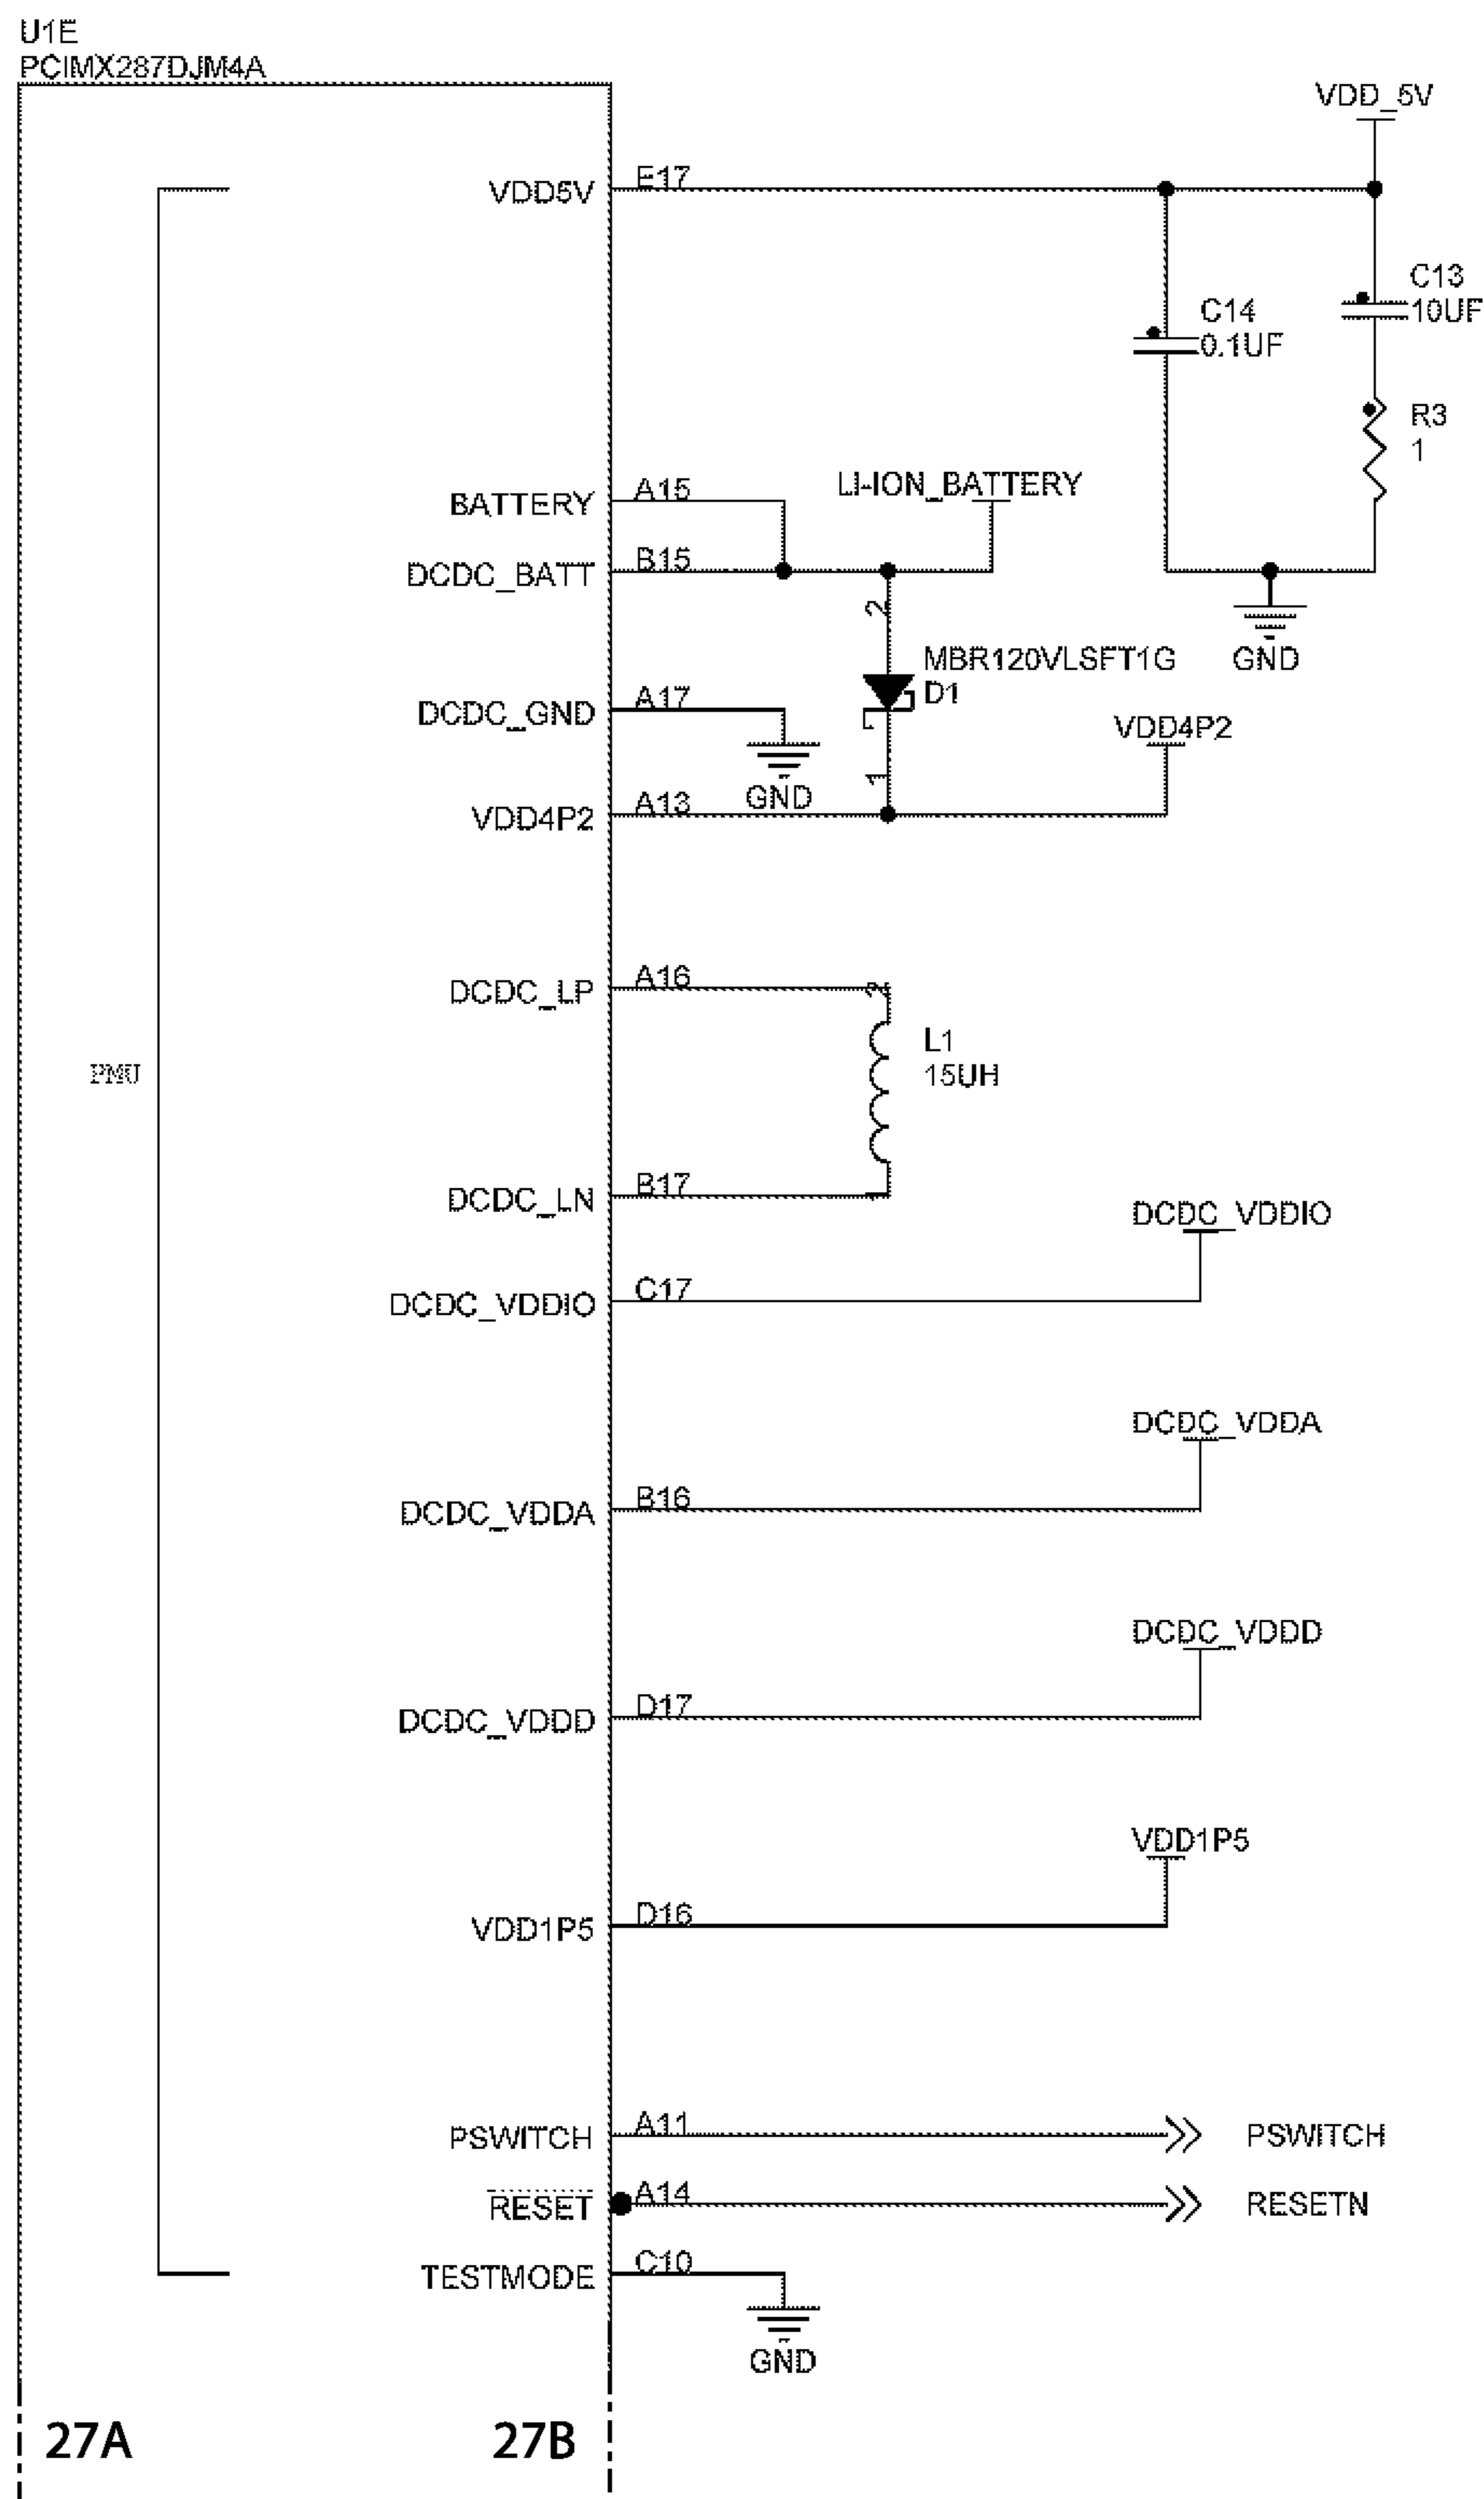 U1E
PCIMX287DJM4A
VDD_5V
VDD5V
E17
C13
10UF
C14
0.1UF
R3
1
BATTERY
A15
LI-ION_BATTERY
DCDC_BATT
B15
2
GND
MBR120VLSFT1G
D1
DCDC_GND
A17
GND
VDD4P2
1
VDD4P2
A13
DCDC_LP
A16
2
L1
15UH
PMU
DCDC_LN
B17
1
DCDC_VDDIO
DCDC_VDDIO
C17
DCDC_VDDA
DCDC_VDDA
B16
DCDC_VDDD
DCDC_VDDD
D17
VDD1P5
VDD1P5
D16
PSWITCH
A11
PSWITCH
RESET
A14
RESETN
TESTMODE
C10
GND
27A
27B